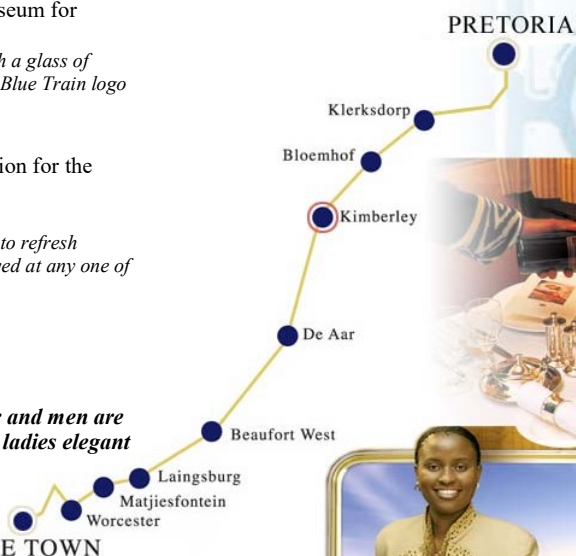 seum for
h a glass of
Blue Train logo
ion for the
to refresh
ved at any one of
r and men are
ladies elegant
PRETORIA
Klerksdorp
Bloemhof
Kimberley
De Aar
Beaufort West
Laingsburg
Matjiesfontein
Worcester
E TOWN